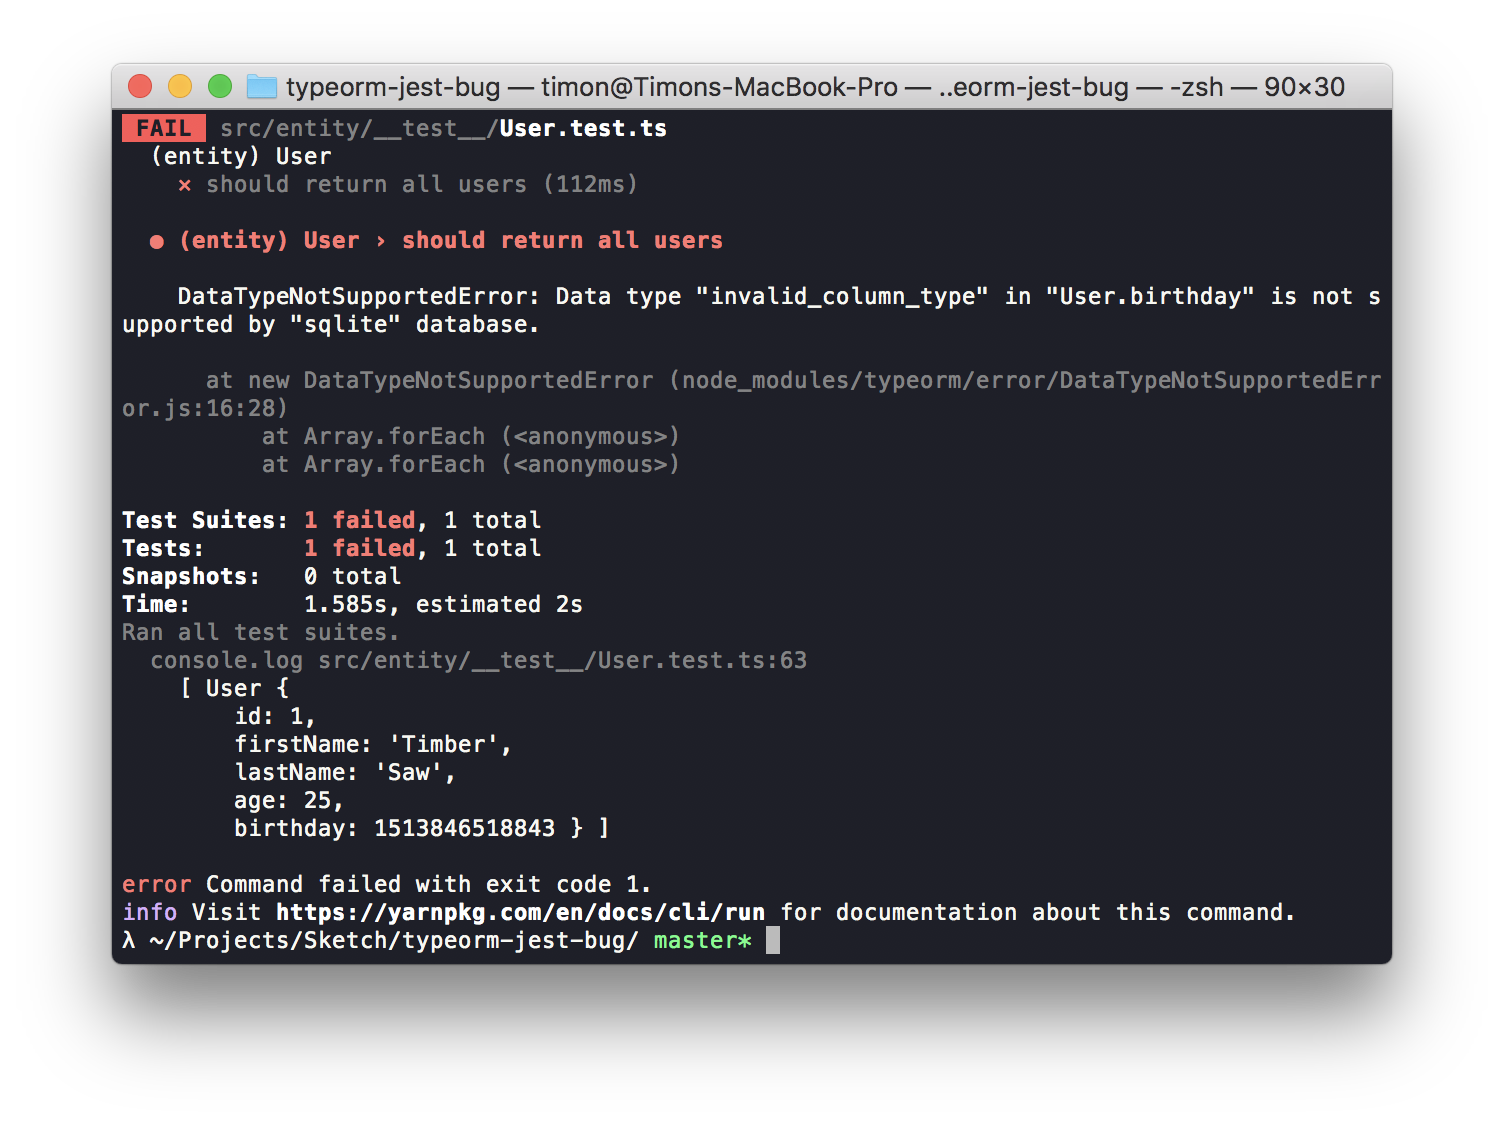 typeorm-jest-bug — timon@Timons-MacBook-Pro — ..eorm-jest-bug — -zsh — 90×30
FAIL src/entity/__test__/User.test.ts
(entity) User
✕ should return all users (112ms)
● (entity) User › should return all users
DataTypeNotSupportedError: Data type "invalid_column_type" in "User.birthday" is not s
upported by "sqlite" database.
at new DataTypeNotSupportedError (node_modules/typeorm/error/DataTypeNotSupportedErr
or.js:16:28)
at Array.forEach (<anonymous>)
at Array.forEach (<anonymous>)
Test Suites: 1 failed, 1 total
Tests: 1 failed, 1 total
Snapshots: 0 total
Time: 1.585s, estimated 2s
Ran all test suites.
console.log src/entity/__test__/User.test.ts:63
[ User {
id: 1,
firstName: 'Timber',
lastName: 'Saw',
age: 25,
birthday: 1513846518843 } ]
error Command failed with exit code 1.
info Visit https://yarnpkg.com/en/docs/cli/run for documentation about this command.
λ ~/Projects/Sketch/typeorm-jest-bug/ master*